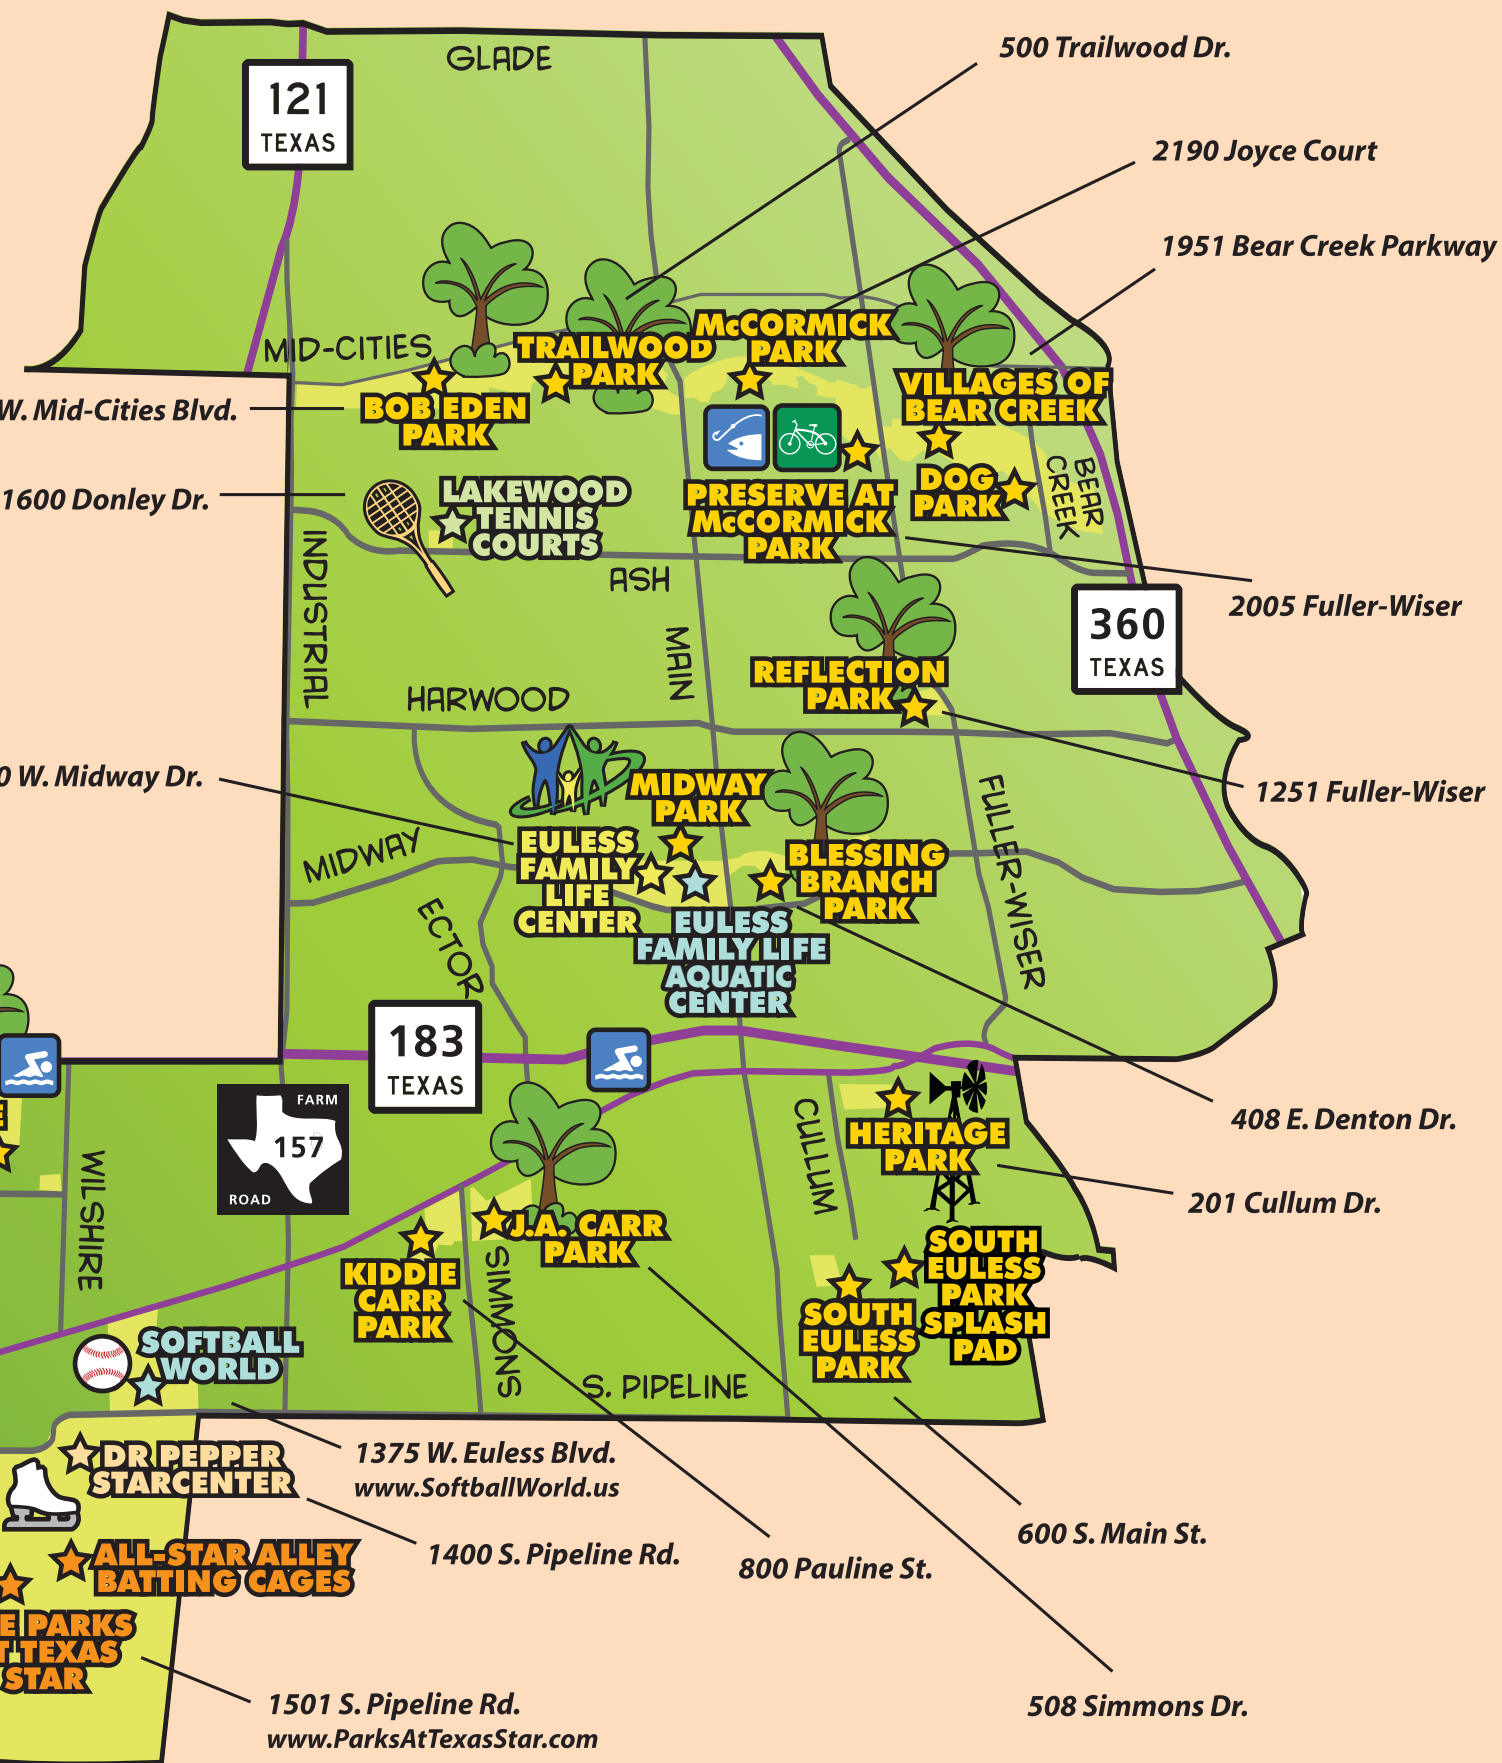 GLADE
500 Trailwood Dr.
121
TEXAS
2190 Joyce Court
1951 Bear Creek Parkway
MID-CITIES
TRAILWOOD
PARK
McCORMICK
PARK
VILLAGES OF
BEAR CREEK
W. Mid-Cities Blvd.
BOB EDEN
PARK
1600 Donley Dr.
LAKEWOOD
TENNIS
COURTS
PRESERVE AT
McCORMICK
PARK
DOG
PARK
BEAR
CREEK
INDUSTRIAL
ASH
2005 Fuller-Wiser
360
TEXAS
MAIN
HARWOOD
REFLECTION
PARK
0 W. Midway Dr.
1251 Fuller-Wiser
MIDWAY
PARK
FULLER-WISER
MIDWAY
EULESS
FAMILY
LIFE
CENTER
BLESSING
BRANCH
PARK
ECTOR
EULESS
FAMILY LIFE
AQUATIC
CENTER
183
TEXAS
408 E. Denton Dr.
FARM
157
ROAD
CULLUM
HERITAGE
PARK
E
WILSHIRE
201 Cullum Dr.
J.A. CARR
PARK
KIDDIE
CARR
PARK
SIMMONS
SOUTH
EULESS
PARK
SPLASH
PAD
SOUTH
EULESS
PARK
SOFTBALL
WORLD
S. PIPELINE
DR PEPPER
STARCENTER
1375 W. Euless Blvd.
www.SoftballWorld.us
600 S. Main St.
1400 S. Pipeline Rd.
800 Pauline St.
ALL-STAR ALLEY
BATTING CAGES
E PARKS
T TEXAS
STAR
1501 S. Pipeline Rd.
www.ParksAtTexasStar.com
508 Simmons Dr.